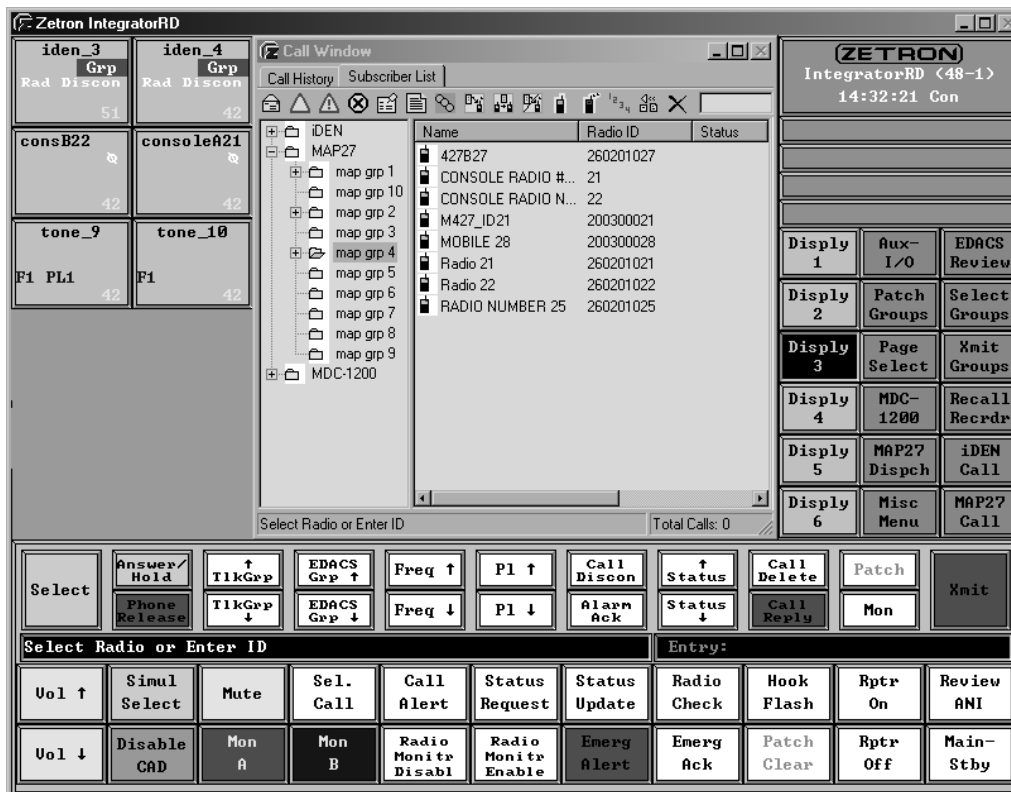 Zetron IntegratorRD
iden_3
Grp
Rad Discon
51
iden_4
Grp
Rad Discon
42
consB22
42
consoleA21
42
tone_9
F1 PL1
42
tone_10
F1
42
Call Window
Call History
Subscriber List
1234
iDEN
MAP27
map grp 1
map grp 10
map grp 2
map grp 3
map grp 4
map grp 5
map grp 6
map grp 7
map grp 8
map grp 9
MDC-1200
Name Radio ID Status
427B27 260201027
CONSOLE RADIO #... 21
CONSOLE RADIO N... 22
M427_ID21 200300021
MOBILE 28 200300028
Radio 21 260201021
Radio 22 260201022
RADIO NUMBER 25 260201025
Select Radio or Enter ID
Total Calls: 0
ZETRON
IntegratorRD <48-1>
14:32:21 Con
Disply 1
Aux-I/O
EDACS Review
Disply 2
Patch Groups
Select Groups
Disply 3
Page Select
Xmit Groups
Disply 4
MDC-1200
Recall Recrdr
Disply 5
MAP27 Dispch
iDEN Call
Disply 6
Misc Menu
MAP27 Call
Select
Answer/Hold
↑ TlkGrp
EDACS Grp ↑
Freq ↑
Pl ↑
Call Discon
↑ Status
Call Delete
Patch
Xmit
Phone Release
TlkGrp ↓
EDACS Grp ↓
Freq ↓
Pl ↓
Alarm Ack
Status ↓
Call Reply
Mon
Select Radio or Enter ID
Entry:
Vol ↑
Simul Select
Mute
Sel. Call
Call Alert
Status Request
Status Update
Radio Check
Hook Flash
Rptr On
Review ANI
Vol ↓
Disable CAD
Mon A
Mon B
Radio Monitr Disabl
Radio Monitr Enable
Emerg Alert
Emerg Ack
Patch Clear
Rptr Off
Main-Stby